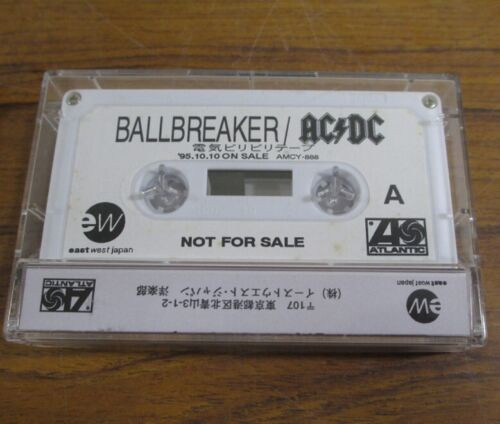 BALLBREAKER / AC/DC
電気ビリビリテープ
'95.10.10 ON SALE AMCY-888
A
ew
east west japan
NOT FOR SALE
ATLANTIC
ew
east west japan
〒107 東京都港区北青山3-1-2
(株) イーストウエスト・ジャパン 洋楽部
ATLANTIC